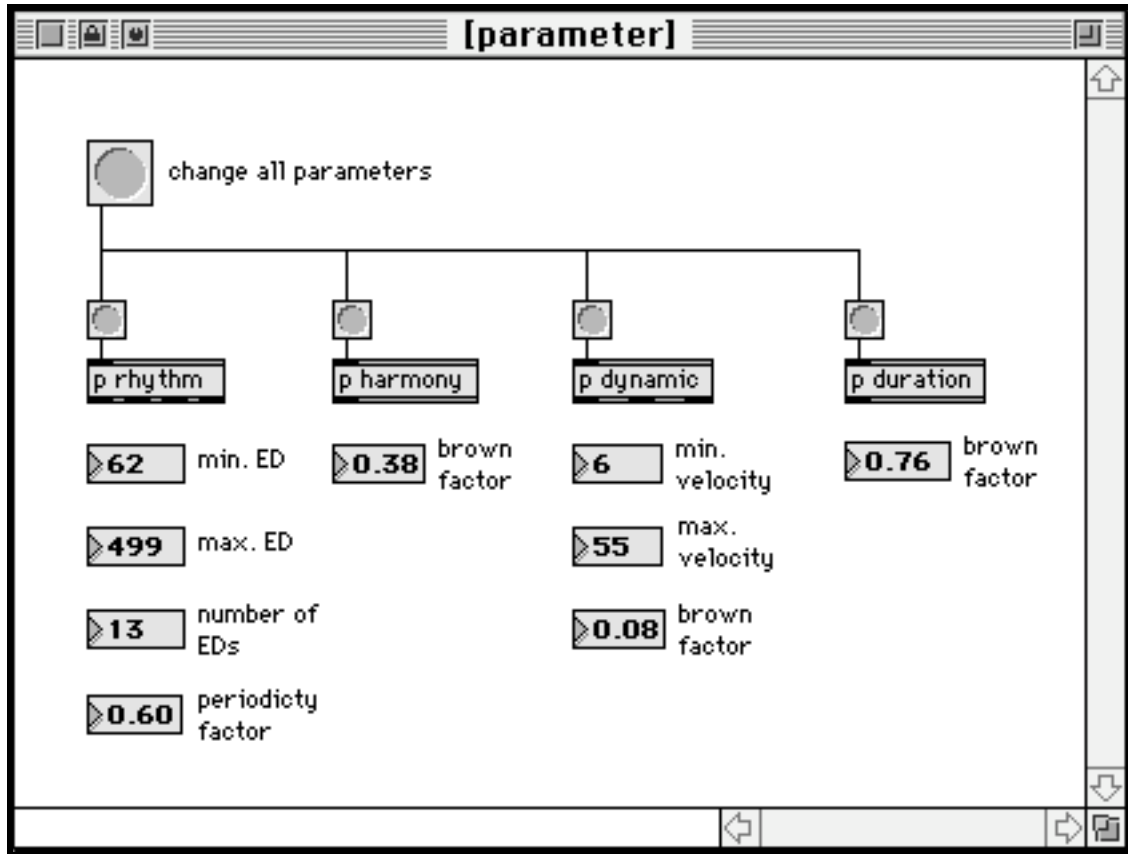 [parameter]
change all parameters
p rhythm
p harmony
p dynamic
p duration
62
min. ED
0.38
brown
factor
6
min.
velocity
0.76
brown
factor
499
max. ED
55
max.
velocity
13
number of
EDs
0.08
brown
factor
0.60
periodicty
factor